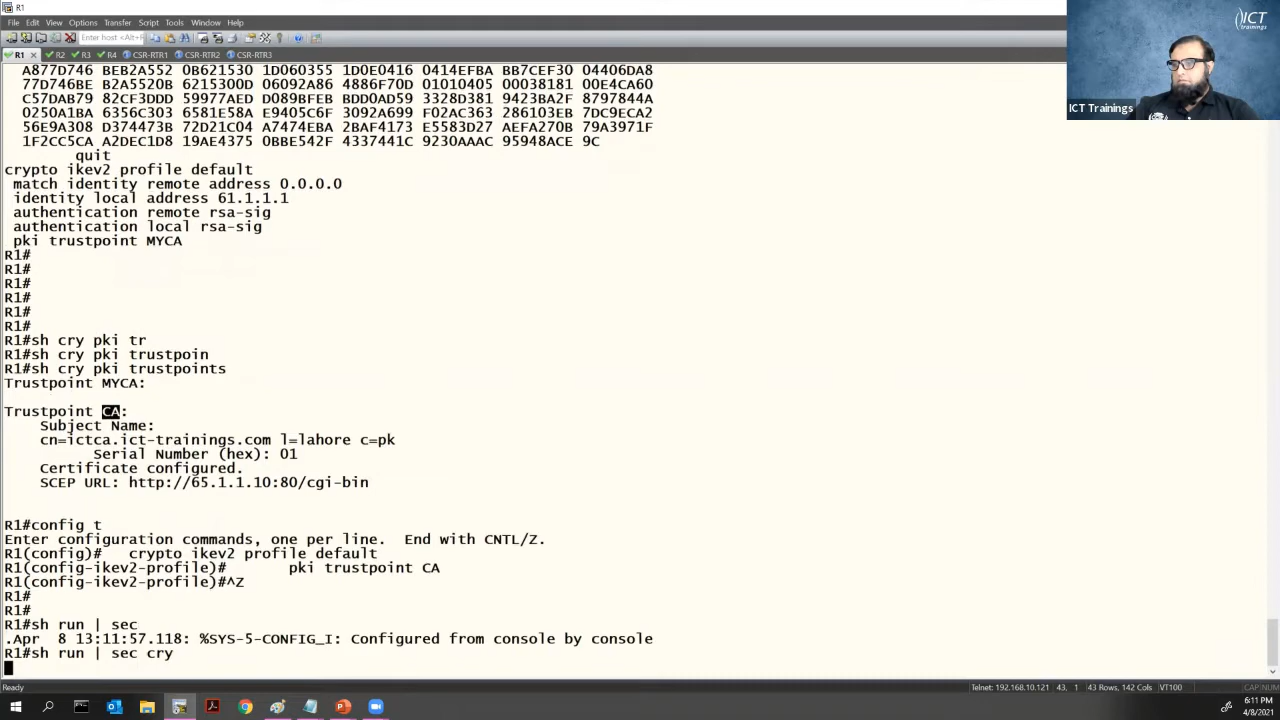 R1
File Edit View Options Transfer Script Tools Window Help
Enter host <Alt+R>
R1 R2 R3 R4 CSR-RTR1 CSR-RTR2 CSR-RTR3
A877D746 BEB2A552 0B621530 1D060355 1D0E0416 0414EFBA BB7CEF30 04406DA8
77D746BE B2A5520B 6215300D 06092A86 4886F70D 01010405 00038181 00E4CA60
C57DAB79 82CF3DDD 59977AED D089BFEB BDD0AD59 3328D381 9423BA2F 8797844A
0250A1BA 6356C303 6581E58A E9405C6F 3092A699 F02AC363 286103EB 7DC9ECA2
56E9A308 D374473B 72D21C04 A7474EBA 2BAF4173 E5583D27 AEFA270B 79A3971F
1F2CC5CA A2DEC1D8 19AE4375 0BBE542F 4337441C 9230AAAC 95948ACE 9C
quit
crypto ikev2 profile default
match identity remote address 0.0.0.0
identity local address 61.1.1.1
authentication remote rsa-sig
authentication local rsa-sig
pki trustpoint MYCA
R1#
R1#
R1#
R1#
R1#
R1#
R1#sh cry pki tr
R1#sh cry pki trustpoin
R1#sh cry pki trustpoints
Trustpoint MYCA:
Trustpoint CA:
Subject Name:
cn=ictca.ict-trainings.com l=lahore c=pk
Serial Number (hex): 01
Certificate configured.
SCEP URL: http://65.1.1.10:80/cgi-bin
R1#config t
Enter configuration commands, one per line. End with CNTL/Z.
R1(config)# crypto ikev2 profile default
R1(config-ikev2-profile)# pki trustpoint CA
R1(config-ikev2-profile)#^Z
R1#
R1#
R1#sh run | sec
.Apr 8 13:11:57.118: %SYS-5-CONFIG_I: Configured from console by console
R1#sh run | sec cry
ICT
trainings
ICT Trainings
Ready
Telnet: 192.168.10.121 43, 1 43 Rows, 142 Cols VT100 CAP NUM
6:11 PM
4/8/2021